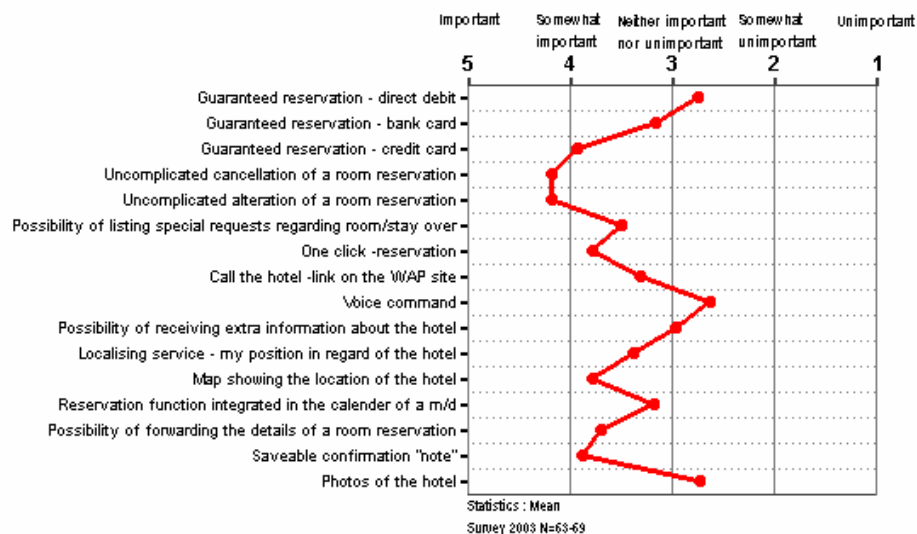 Important Somewhat Neither important Somewhat Unimportant
important nor unimportant unimportant
5 4 3 2 1
Guaranteed reservation - direct debit
Guaranteed reservation - bank card
Guaranteed reservation - credit card
Uncomplicated cancellation of a room reservation
Uncomplicated alteration of a room reservation
Possibility of listing special requests regarding room/stay over
One click -reservation
Call the hotel -link on the WAP site
Voice command
Possibility of receiving extra information about the hotel
Localising service - my position in regard of the hotel
Map showing the location of the hotel
Reservation function integrated in the calender of a m/d
Possibility of forwarding the details of a room reservation
Saveable confirmation "note"
Photos of the hotel
Statistics : Mean
Survey 2003 N=63-69